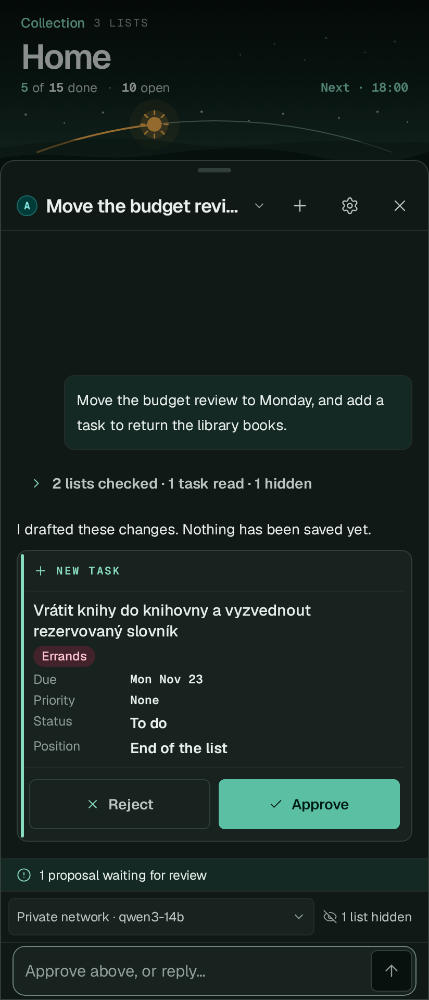 Collection 3 LISTS
Home
5 of 15 done · 10 open
Next · 18:00
A Move the budget revi...
Move the budget review to Monday, and add a
task to return the library books.
2 lists checked · 1 task read · 1 hidden
I drafted these changes. Nothing has been saved yet.
NEW TASK
Vrátit knihy do knihovny a vyzvednout
rezervovaný slovník
Errands
Due Mon Nov 23
Priority None
Status To do
Position End of the list
Reject
Approve
1 proposal waiting for review
Private network · qwen3-14b
1 list hidden
Approve above, or reply...